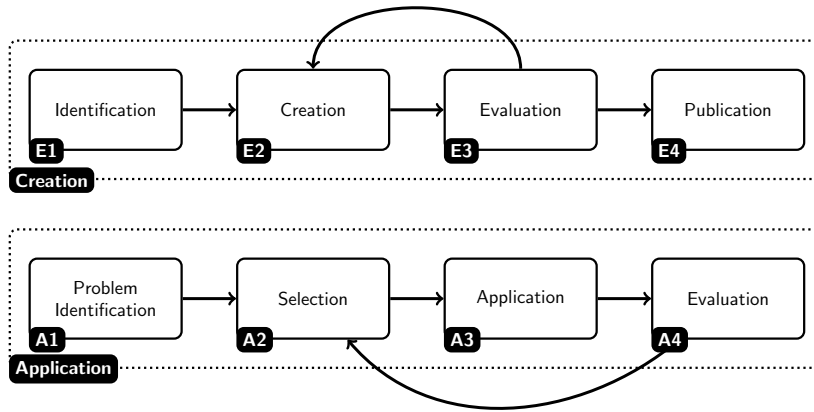 Identification
E1
Creation
E2
Evaluation
E3
Publication
E4
Creation
Problem
Identification
A1
Selection
A2
Application
A3
Evaluation
A4
Application